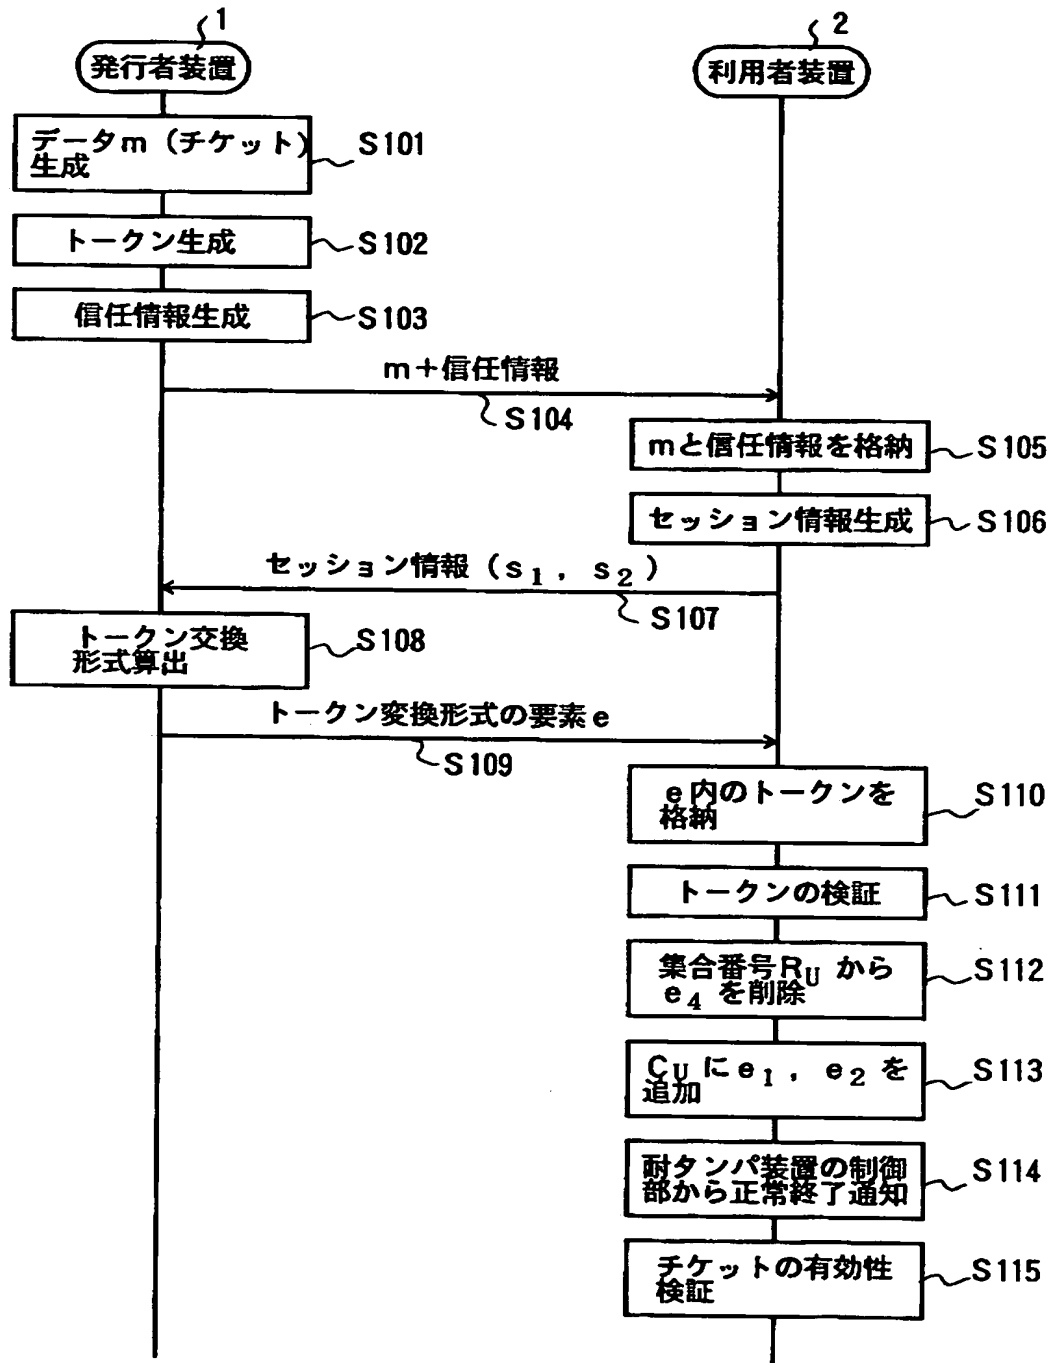 1
2
発行者装置
利用者装置
データm（チケット）
生成
S101
トークン生成
S102
信任情報生成
S103
m＋信任情報
S104
mと信任情報を格納
S105
セッション情報生成
S106
セッション情報（s1，s2）
S107
トークン交換
形式算出
S108
トークン変換形式の要素e
S109
e内のトークンを
格納
S110
トークンの検証
S111
集合番号RUから
e4を削除
S112
CUにe1，e2を
追加
S113
耐タンパ装置の制御
部から正常終了通知
S114
チケットの有効性
検証
S115